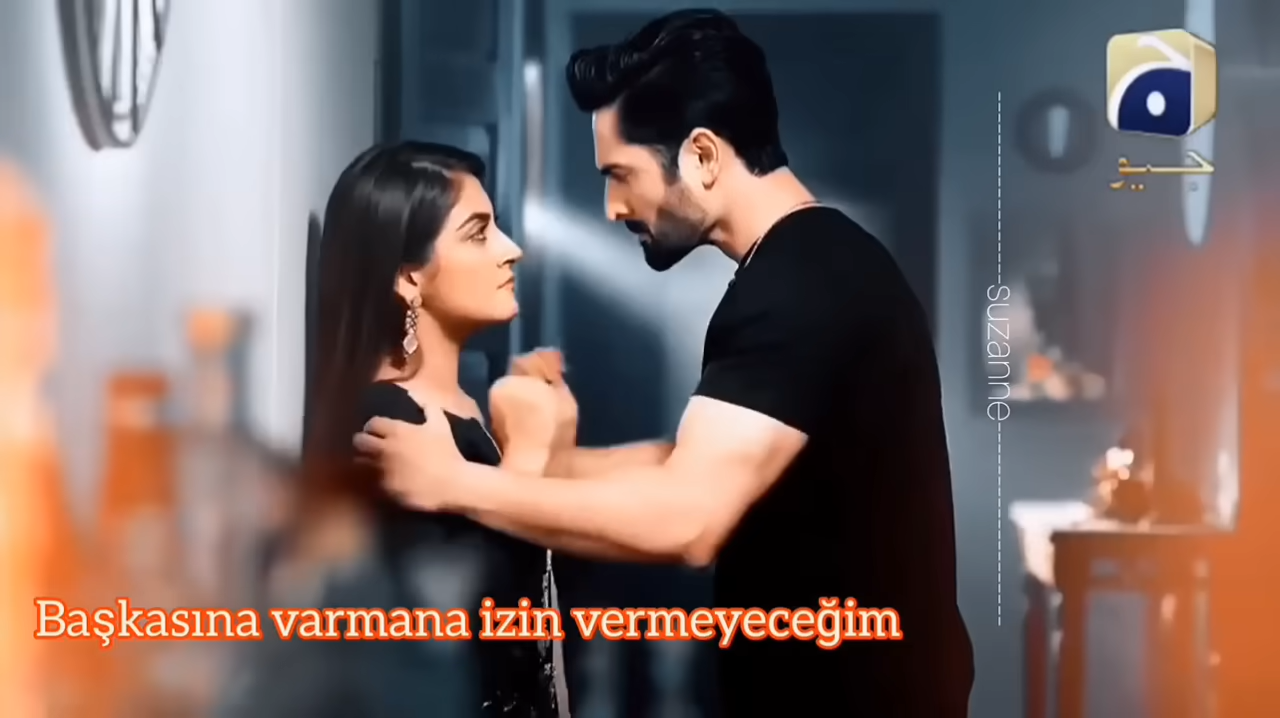 جیو
suzanne
Başkasına varmana izin vermeyeceğim